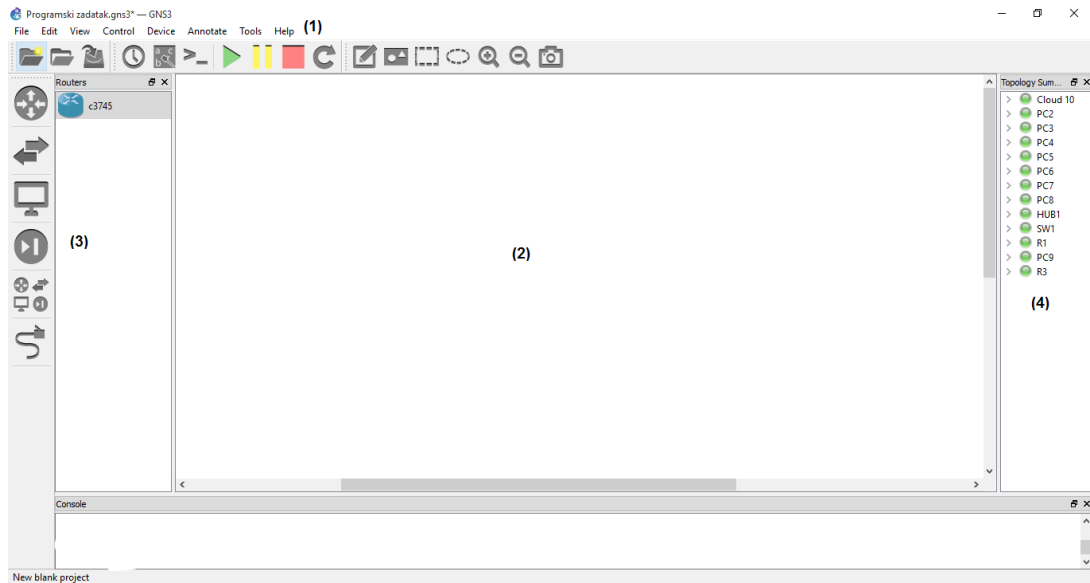 Programski zadatak.gns3* — GNS3
File Edit View Control Device Annotate Tools Help (1)
Routers
c3745
(3)
(2)
Topology Sum...
Cloud 10
PC2
PC3
PC4
PC5
PC6
PC7
PC8
HUB1
SW1
R1
PC9
R3
(4)
Console
New blank project